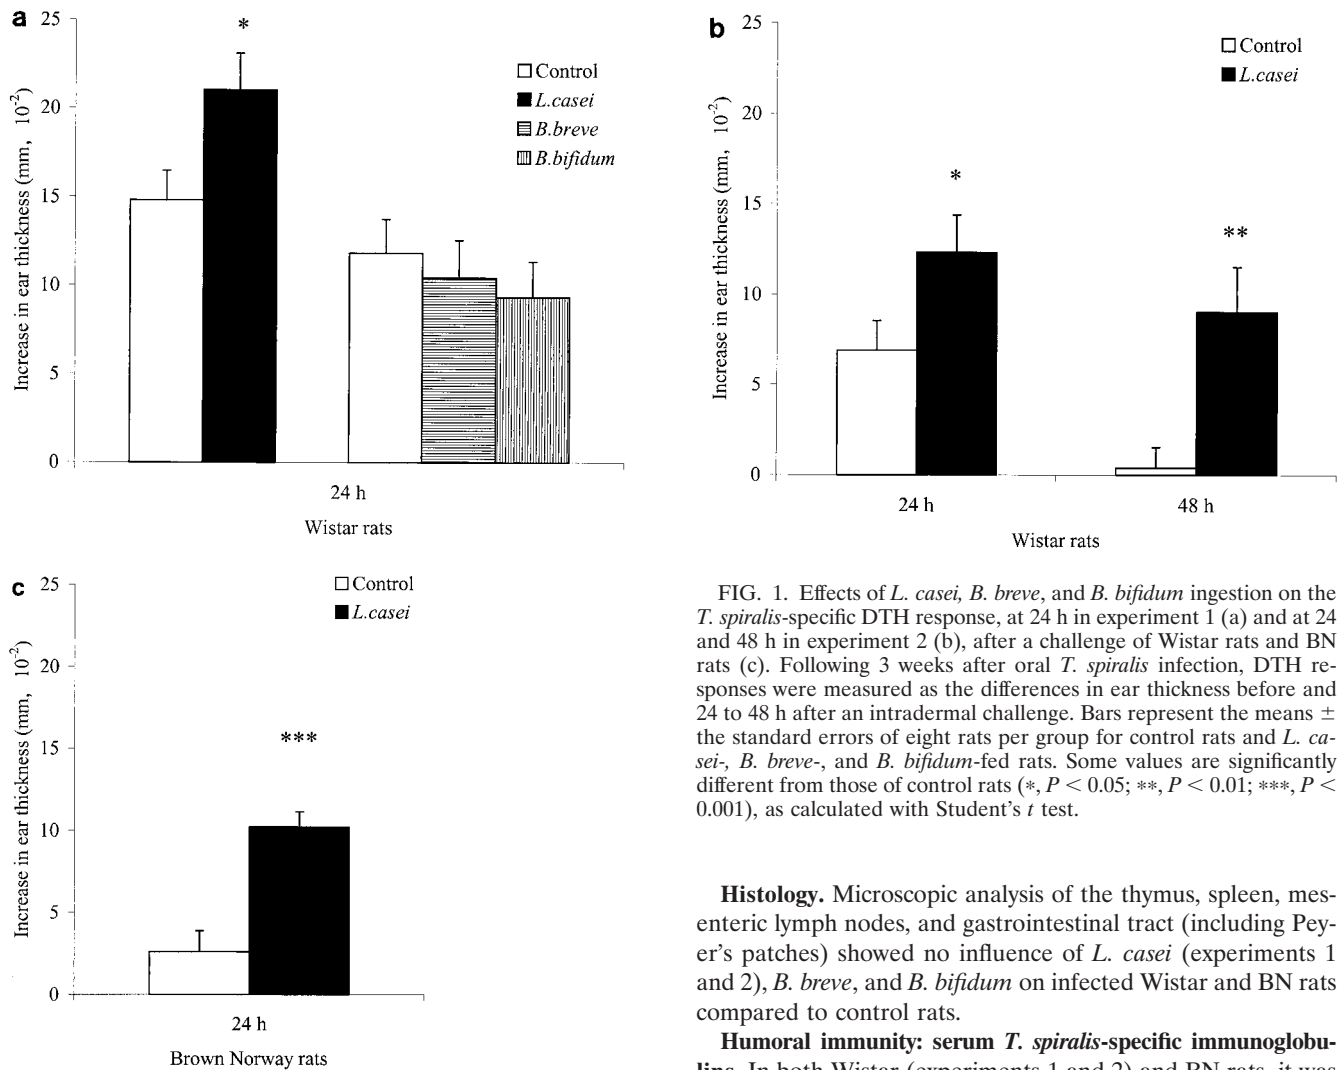 a
25
20
15
10
5
0
Increase in ear thickness (mm, 10-2)
*
Control
L.casei
B.breve
B.bifidum
24 h
Wistar rats
b
25
20
15
10
5
0
Increase in ear thickness (mm, 10-2)
Control
L.casei
*
**
24 h
48 h
Wistar rats
c
25
20
15
10
5
0
Increase in ear thickness (mm, 10-2)
Control
L.casei
***
24 h
Brown Norway rats
FIG. 1. Effects of L. casei, B. breve, and B. bifidum ingestion on the
T. spiralis-specific DTH response, at 24 h in experiment 1 (a) and at 24
and 48 h in experiment 2 (b), after a challenge of Wistar rats and BN
rats (c). Following 3 weeks after oral T. spiralis infection, DTH re-
sponses were measured as the differences in ear thickness before and
24 to 48 h after an intradermal challenge. Bars represent the means ±
the standard errors of eight rats per group for control rats and L. ca-
sei-, B. breve-, and B. bifidum-fed rats. Some values are significantly
different from those of control rats (*, P < 0.05; **, P < 0.01; ***, P <
0.001), as calculated with Student's t test.
Histology. Microscopic analysis of the thymus, spleen, mes-
enteric lymph nodes, and gastrointestinal tract (including Pey-
er's patches) showed no influence of L. casei (experiments 1
and 2), B. breve, and B. bifidum on infected Wistar and BN rats
compared to control rats.
Humoral immunity: serum T. spiralis-specific immunoglobu-
lins. In both Wistar (experiments 1 and 2) and BN rats, it was